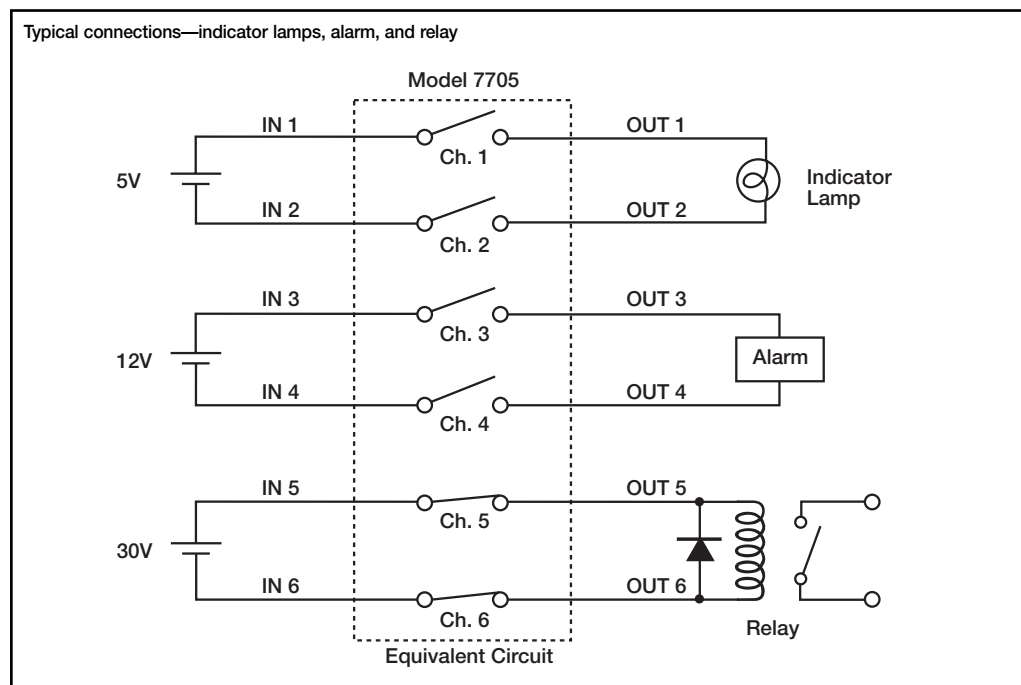 Typical connections—indicator lamps, alarm, and relay
Model 7705
IN 1
OUT 1
Ch. 1
5V
Indicator
Lamp
IN 2
OUT 2
Ch. 2
IN 3
OUT 3
Ch. 3
12V
Alarm
IN 4
OUT 4
Ch. 4
IN 5
OUT 5
Ch. 5
30V
IN 6
OUT 6
Ch. 6
Relay
Equivalent Circuit